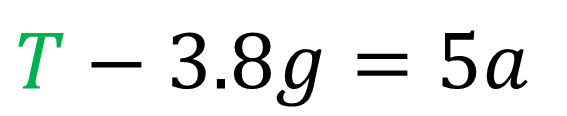 T − 3.8g = 5a